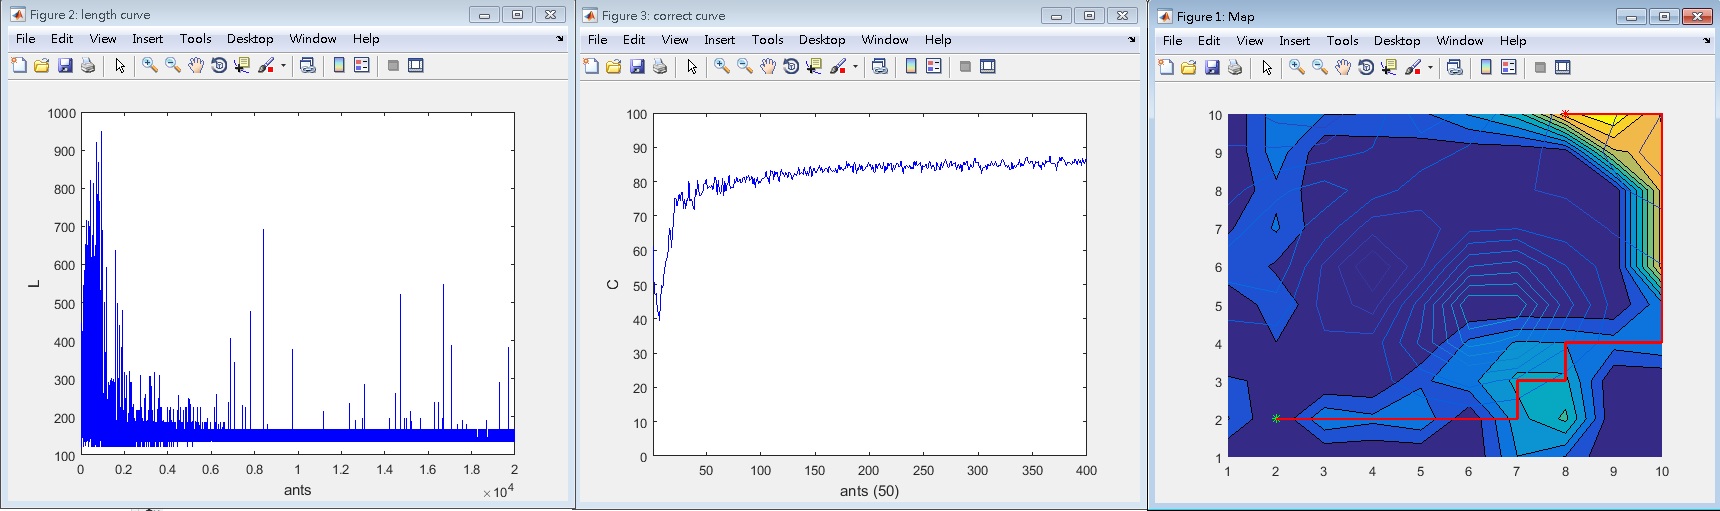 Figure 2: length curve
File Edit View Insert Tools Desktop Window Help
1000
900
800
700
600
500
400
300
200
100
L
0 0.2 0.4 0.6 0.8 1 1.2 1.4 1.6 1.8 2
ants
×10^4
Figure 3: correct curve
File Edit View Insert Tools Desktop Window Help
100
90
80
70
60
50
40
30
20
10
0
C
50 100 150 200 250 300 350 400
ants (50)
Figure 1: Map
File Edit View Insert Tools Desktop Window Help
10
9
8
7
6
5
4
3
2
1
1 2 3 4 5 6 7 8 9 10